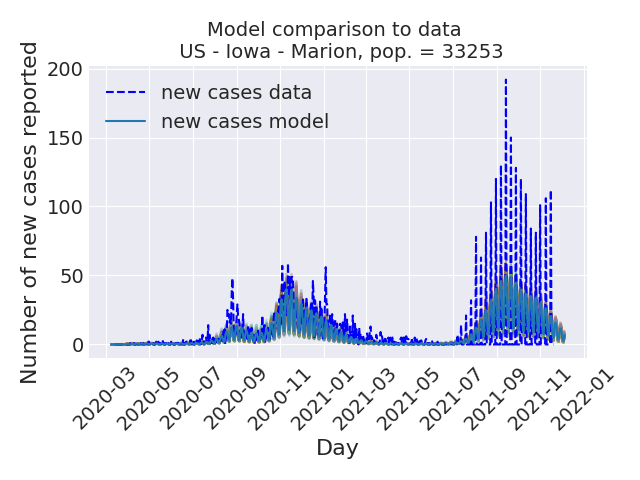 Model comparison to data
US - Iowa - Marion, pop. = 33253
Number of new cases reported
200
150
100
50
0
new cases data
new cases model
2020-03
2020-05
2020-07
2020-09
2020-11
2021-01
2021-03
2021-05
2021-07
2021-09
2021-11
2022-01
Day